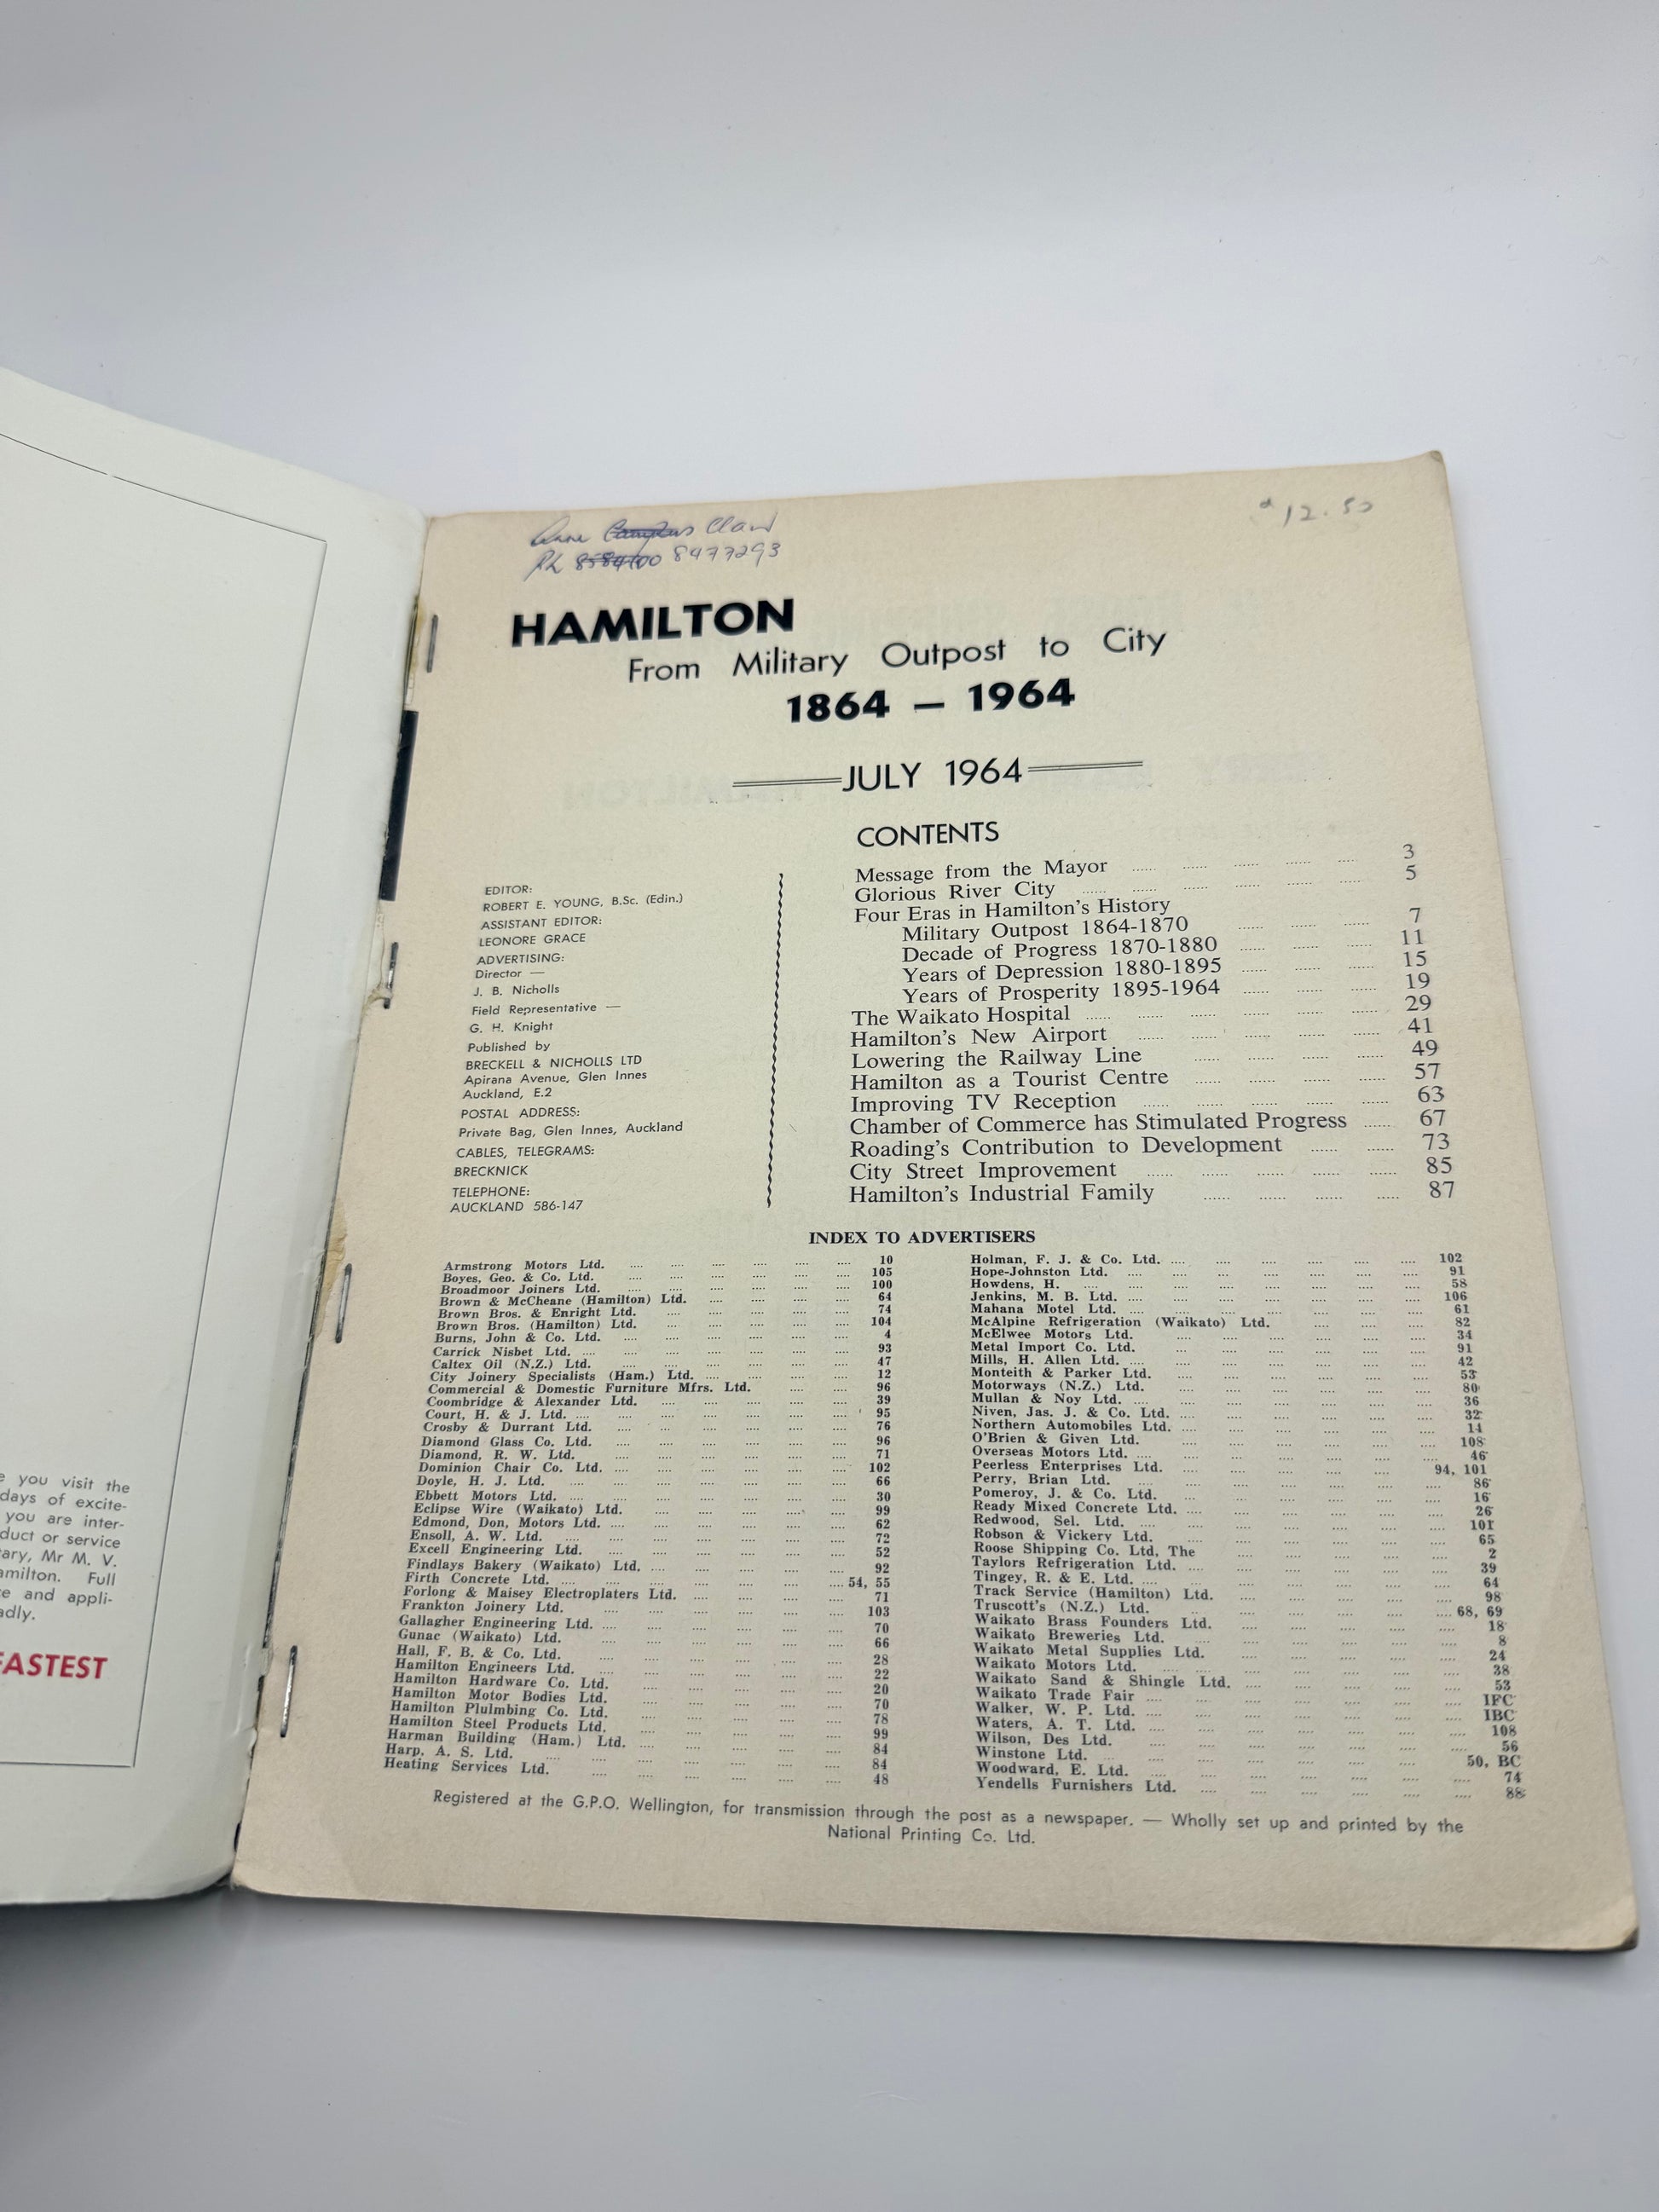 e you visit the
days of excite-
you are inter-
duct or service
ary, Mr M. V.
amilton. Full
e and appli-
adly.
EASTEST
Anne Claw
Ph 8477293
12.50
HAMILTON
From Military Outpost to City
1864 — 1964
JULY 1964
EDITOR:
ROBERT E. YOUNG, B.Sc. (Edin.)
ASSISTANT EDITOR:
LEONORE GRACE
ADVERTISING:
Director —
J. B. Nicholls
Field Representative —
G. H. Knight
Published by
BRECKELL & NICHOLLS LTD
Apirana Avenue, Glen Innes
Auckland, E.2
POSTAL ADDRESS:
Private Bag, Glen Innes, Auckland
CABLES, TELEGRAMS:
BRECKNICK
TELEPHONE:
AUCKLAND 586-147
CONTENTS
Message from the Mayor 3
Glorious River City 5
Four Eras in Hamilton's History
Military Outpost 1864-1870 7
Decade of Progress 1870-1880 11
Years of Depression 1880-1895 15
Years of Prosperity 1895-1964 19
The Waikato Hospital 29
Hamilton's New Airport 41
Lowering the Railway Line 49
Hamilton as a Tourist Centre 57
Improving TV Reception 63
Chamber of Commerce has Stimulated Progress 67
Roading's Contribution to Development 73
City Street Improvement 85
Hamilton's Industrial Family 87
INDEX TO ADVERTISERS
Armstrong Motors Ltd. 10
Boyes, Geo. & Co. Ltd. 105
Broadmoor Joiners Ltd. 100
Brown & McCheane (Hamilton) Ltd. 64
Brown Bros. & Enright Ltd. 74
Brown Bros. (Hamilton) Ltd. 104
Burns, John & Co. Ltd. 4
Carrick Nisbet Ltd. 93
Caltex Oil (N.Z.) Ltd. 47
City Joinery Specialists (Ham.) Ltd. 12
Commercial & Domestic Furniture Mfrs. Ltd. 96
Coombridge & Alexander Ltd. 39
Court, H. & J. Ltd. 95
Crosby & Durrant Ltd. 76
Diamond Glass Co. Ltd. 96
Diamond, R. W. Ltd. 71
Dominion Chair Co. Ltd. 102
Doyle, H. J. Ltd. 66
Ebbett Motors Ltd. 30
Eclipse Wire (Waikato) Ltd. 99
Edmond, Don, Motors Ltd. 62
Ensoll, A. W. Ltd. 72
Excell Engineering Ltd. 52
Findlays Bakery (Waikato) Ltd. 92
Firth Concrete Ltd. 54, 55
Forlong & Maisey Electroplaters Ltd. 71
Frankton Joinery Ltd. 103
Gallagher Engineering Ltd. 70
Gunac (Waikato) Ltd. 66
Hall, F. B. & Co. Ltd. 28
Hamilton Engineers Ltd. 22
Hamilton Hardware Co. Ltd. 20
Hamilton Motor Bodies Ltd. 70
Hamilton Plulmbing Co. Ltd. 78
Hamilton Steel Products Ltd. 99
Harman Building (Ham.) Ltd. 84
Harp, A. S. Ltd. 84
Heating Services Ltd. 48
Holman, F. J. & Co. Ltd. 102
Hope-Johnston Ltd. 91
Howdens, H. 58
Jenkins, M. B. Ltd. 106
Mahana Motel Ltd. 61
McAlpine Refrigeration (Waikato) Ltd. 82
McElwee Motors Ltd. 34
Metal Import Co. Ltd. 91
Mills, H. Allen Ltd. 42
Monteith & Parker Ltd. 53
Motorways (N.Z.) Ltd. 80
Mullan & Noy Ltd. 36
Niven, Jas. J. & Co. Ltd. 32
Northern Automobiles Ltd. 14
O'Brien & Given Ltd. 108
Overseas Motors Ltd. 46
Peerless Enterprises Ltd. 94, 101
Perry, Brian Ltd. 86
Pomeroy, J. & Co. Ltd. 16
Ready Mixed Concrete Ltd. 26
Redwood, Sel. Ltd. 101
Robson & Vickery Ltd. 65
Roose Shipping Co. Ltd, The 2
Taylors Refrigeration Ltd. 39
Tingey, R. & E. Ltd. 64
Track Service (Hamilton) Ltd. 98
Truscott's (N.Z.) Ltd. 68, 69
Waikato Brass Founders Ltd. 18
Waikato Breweries Ltd. 8
Waikato Metal Supplies Ltd. 24
Waikato Motors Ltd. 38
Waikato Sand & Shingle Ltd. 53
Waikato Trade Fair IFC
Walker, W. P. Ltd. IBC
Waters, A. T. Ltd. 108
Wilson, Des Ltd. 56
Winstone Ltd. 50, BC
Woodward, E. Ltd. 74
Yendells Furnishers Ltd. 88
Registered at the G.P.O. Wellington, for transmission through the post as a newspaper. — Wholly set up and printed by the
National Printing Co. Ltd.